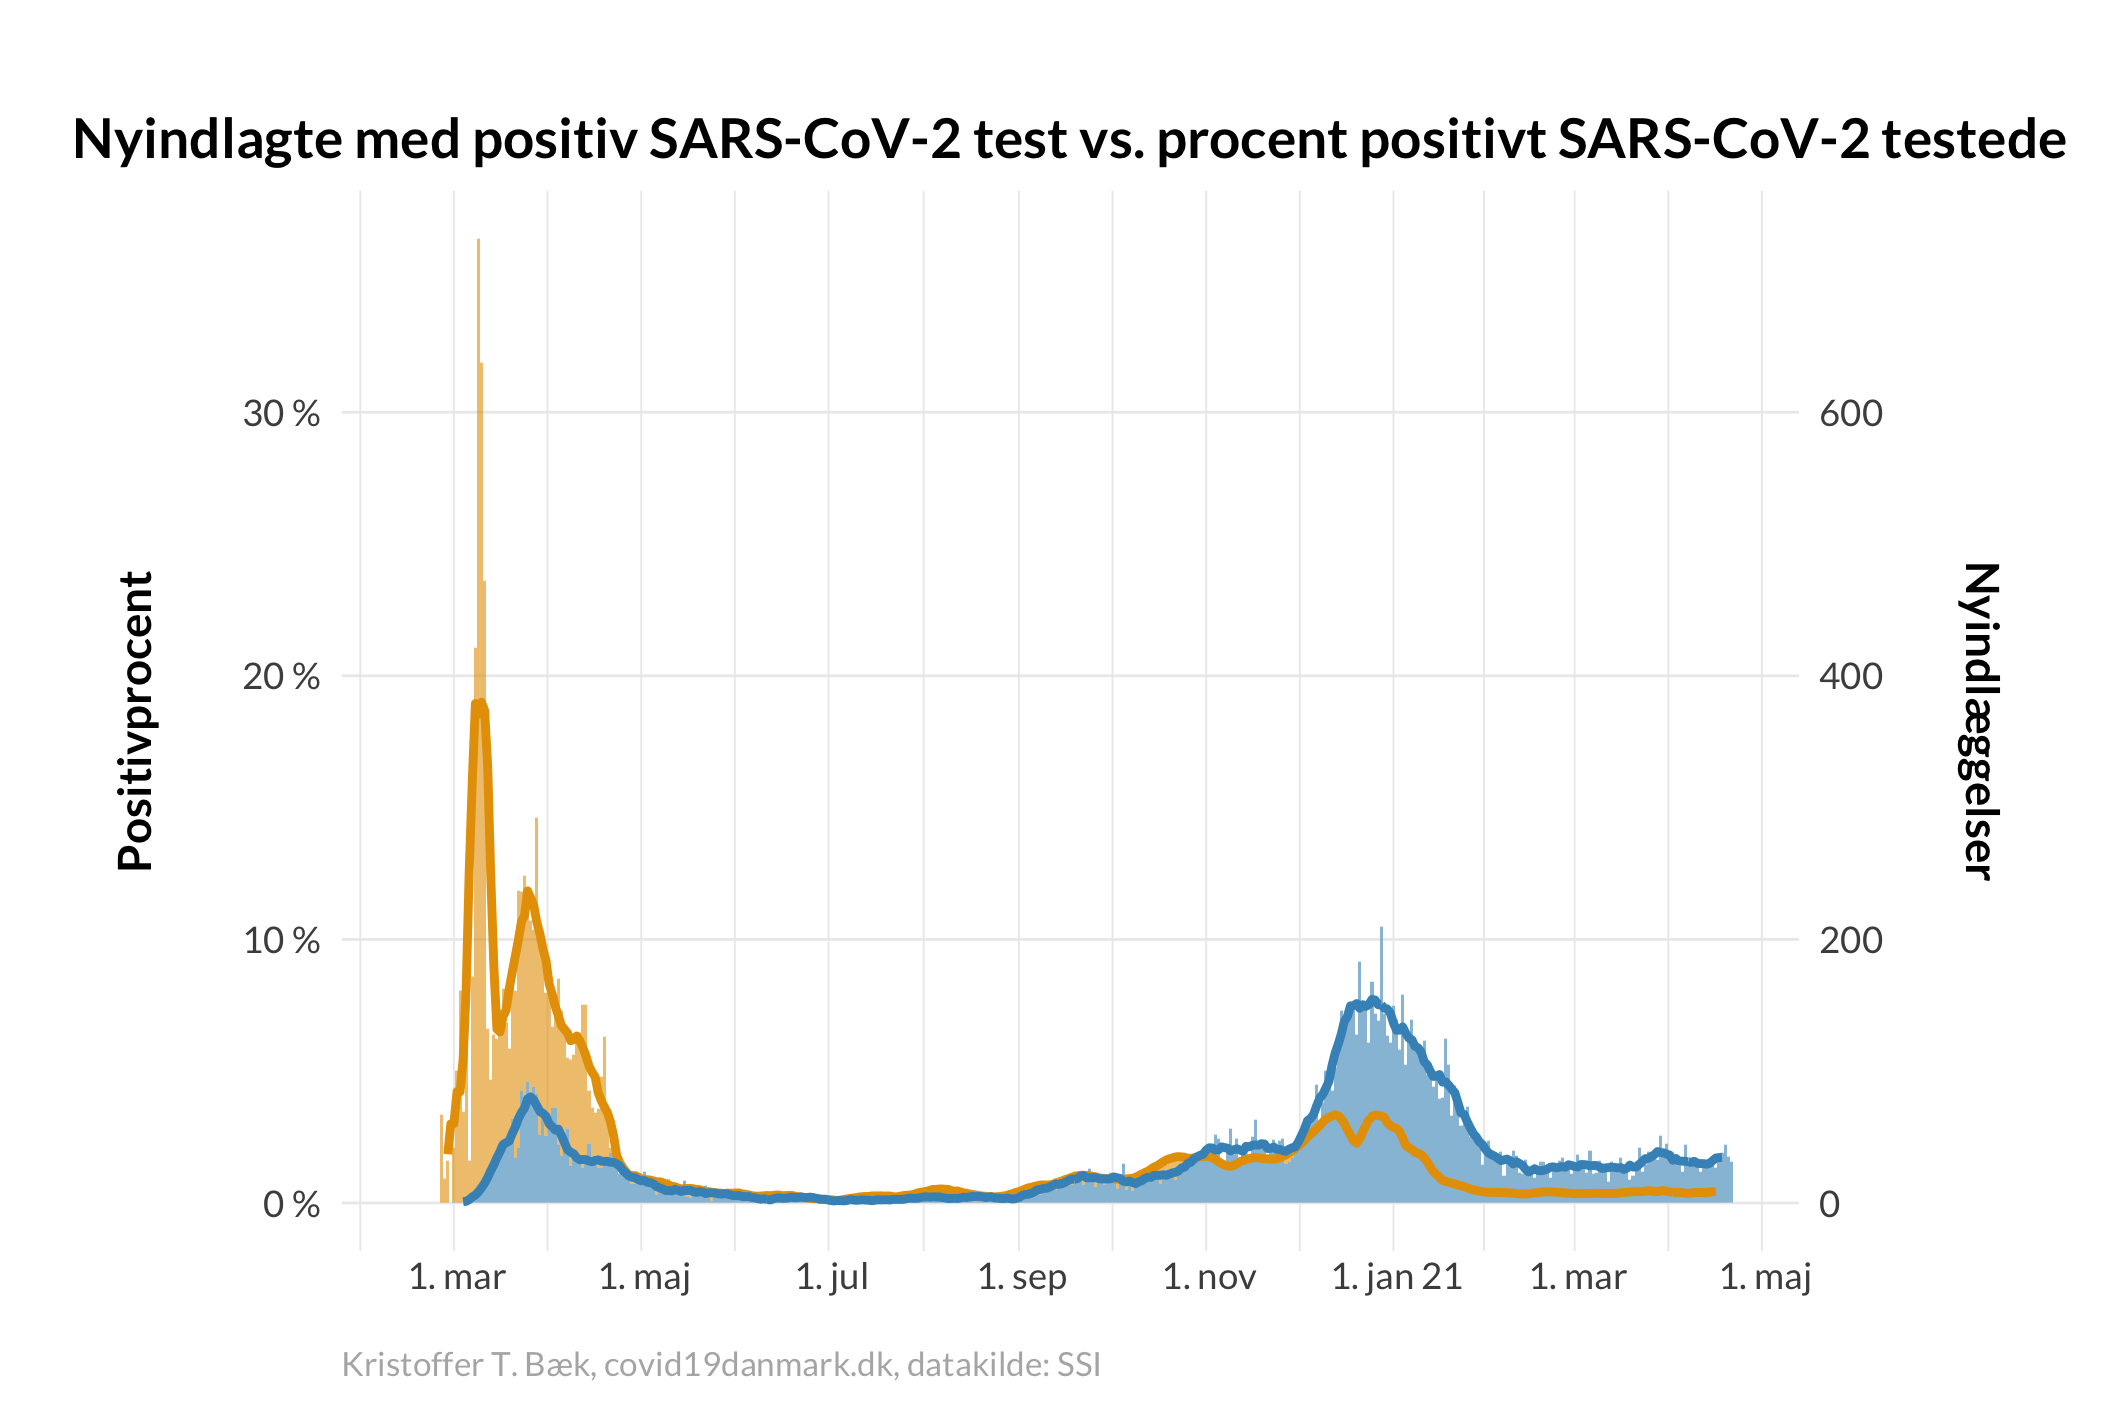 Nyindlagte med positiv SARS-CoV-2 test vs. procent positivt SARS-CoV-2 testede
Positivprocent
30 %
20 %
10 %
0 %
600
400
200
0
Nyindlæggelser
1. mar
1. maj
1. jul
1. sep
1. nov
1. jan 21
1. mar
1. maj
Kristoffer T. Bæk, covid19danmark.dk, datakilde: SSI